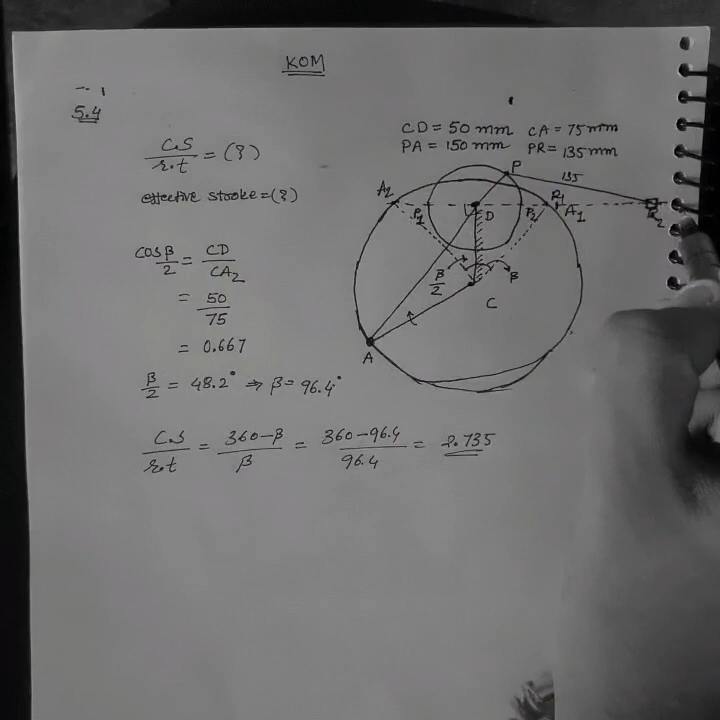 KOM
5.4
C.S / r.t = (?)
effective stroke = (?)
CD = 50 mm CA = 75 mm
PA = 150 mm PR = 135 mm
P
135
A2
P1
D
P2
R1
A1
R2
β/2
β
C
A
cos β/2 = CD / CA2
= 50 / 75
= 0.667
β/2 = 48.2° ⇒ β = 96.4°
C.S / r.t = 360-β / β = 360-96.4 / 96.4 = 2.735